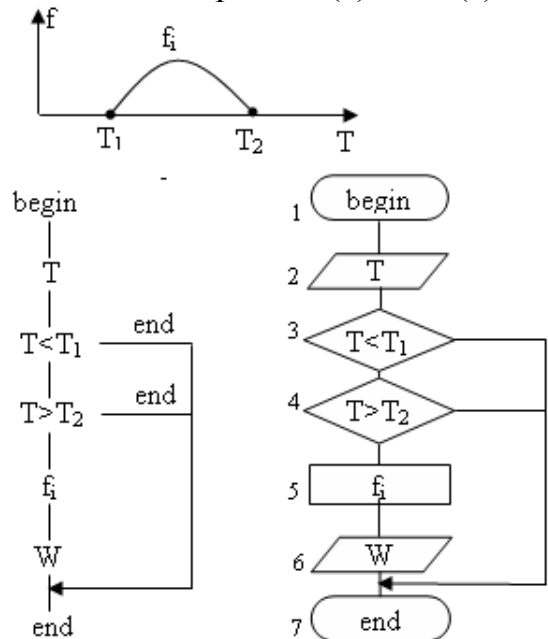 f
fi
T1 T2 T
begin
T
end
T<T1
end
T>T2
fi
W
end
1 begin
2 T
3 T<T1
4 T>T2
5 fi
6 W
7 end